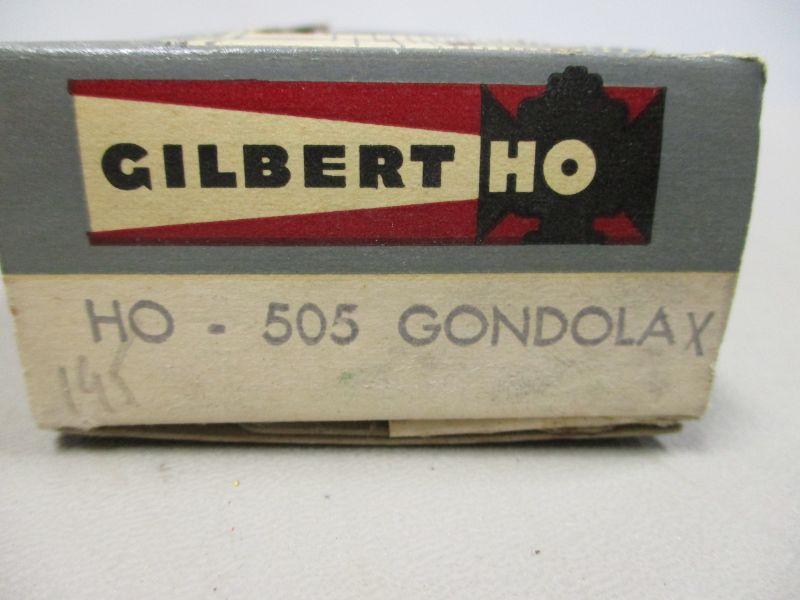 GILBERT HO
HO - 505 GONDOLA X
145